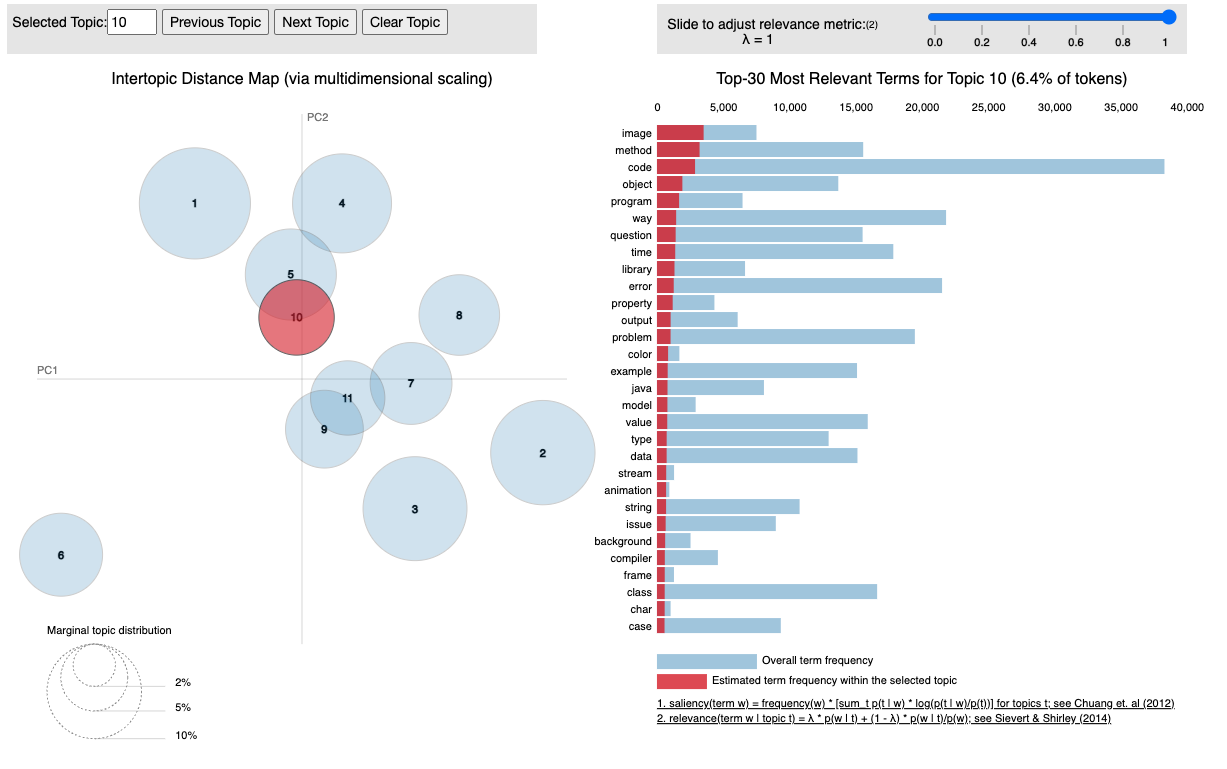 Selected Topic: 10 Previous Topic Next Topic Clear Topic
Slide to adjust relevance metric:(2)
λ = 1
0.0 0.2 0.4 0.6 0.8 1
Intertopic Distance Map (via multidimensional scaling)
PC2
PC1
1
4
5
10
8
7
11
9
2
3
6
Marginal topic distribution
2%
5%
10%
Top-30 Most Relevant Terms for Topic 10 (6.4% of tokens)
0 5,000 10,000 15,000 20,000 25,000 30,000 35,000 40,000
image
method
code
object
program
way
question
time
library
error
property
output
problem
color
example
java
model
value
type
data
stream
animation
string
issue
background
compiler
frame
class
char
case
Overall term frequency
Estimated term frequency within the selected topic
1. saliency(term w) = frequency(w) * [sum_t p(t | w) * log(p(t | w)/p(t))] for topics t; see Chuang et. al (2012)
2. relevance(term w | topic t) = λ * p(w | t) + (1 - λ) * p(w | t)/p(w); see Sievert & Shirley (2014)